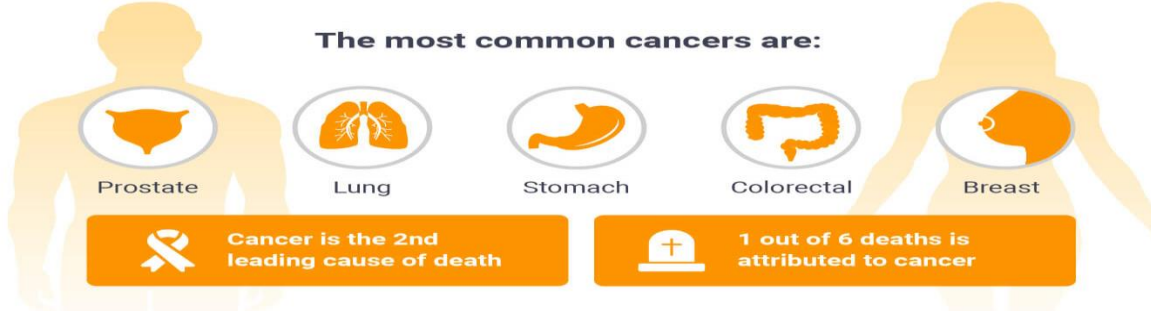 The most common cancers are:
Prostate
Lung
Stomach
Colorectal
Breast
Cancer is the 2nd
leading cause of death
1 out of 6 deaths is
attributed to cancer